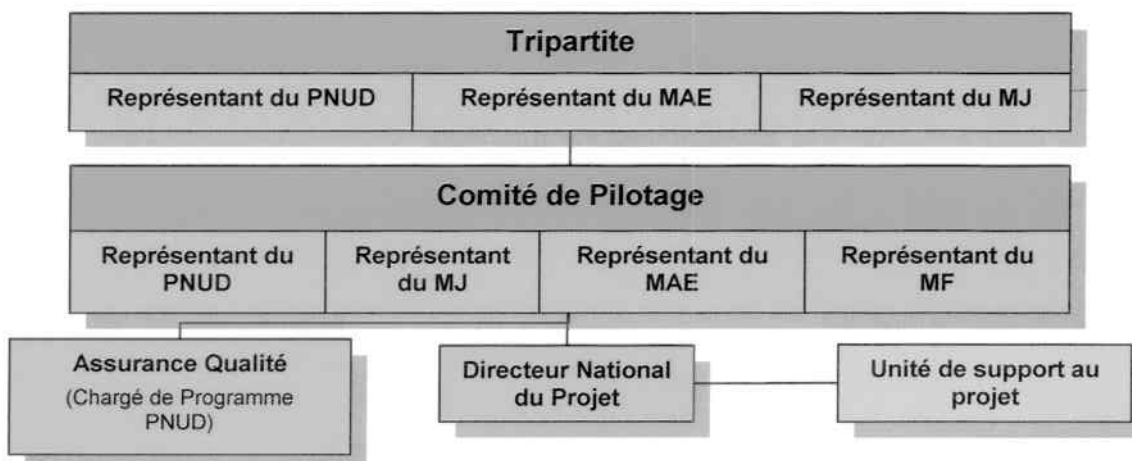 Tripartite
Représentant du PNUD
Représentant du MAE
Représentant du MJ
Comité de Pilotage
Représentant du
PNUD
Représentant
du MJ
Représentant du
MAE
Représentant du
MF
Assurance Qualité
(Chargé de Programme
PNUD)
Directeur National
du Projet
Unité de support au
projet